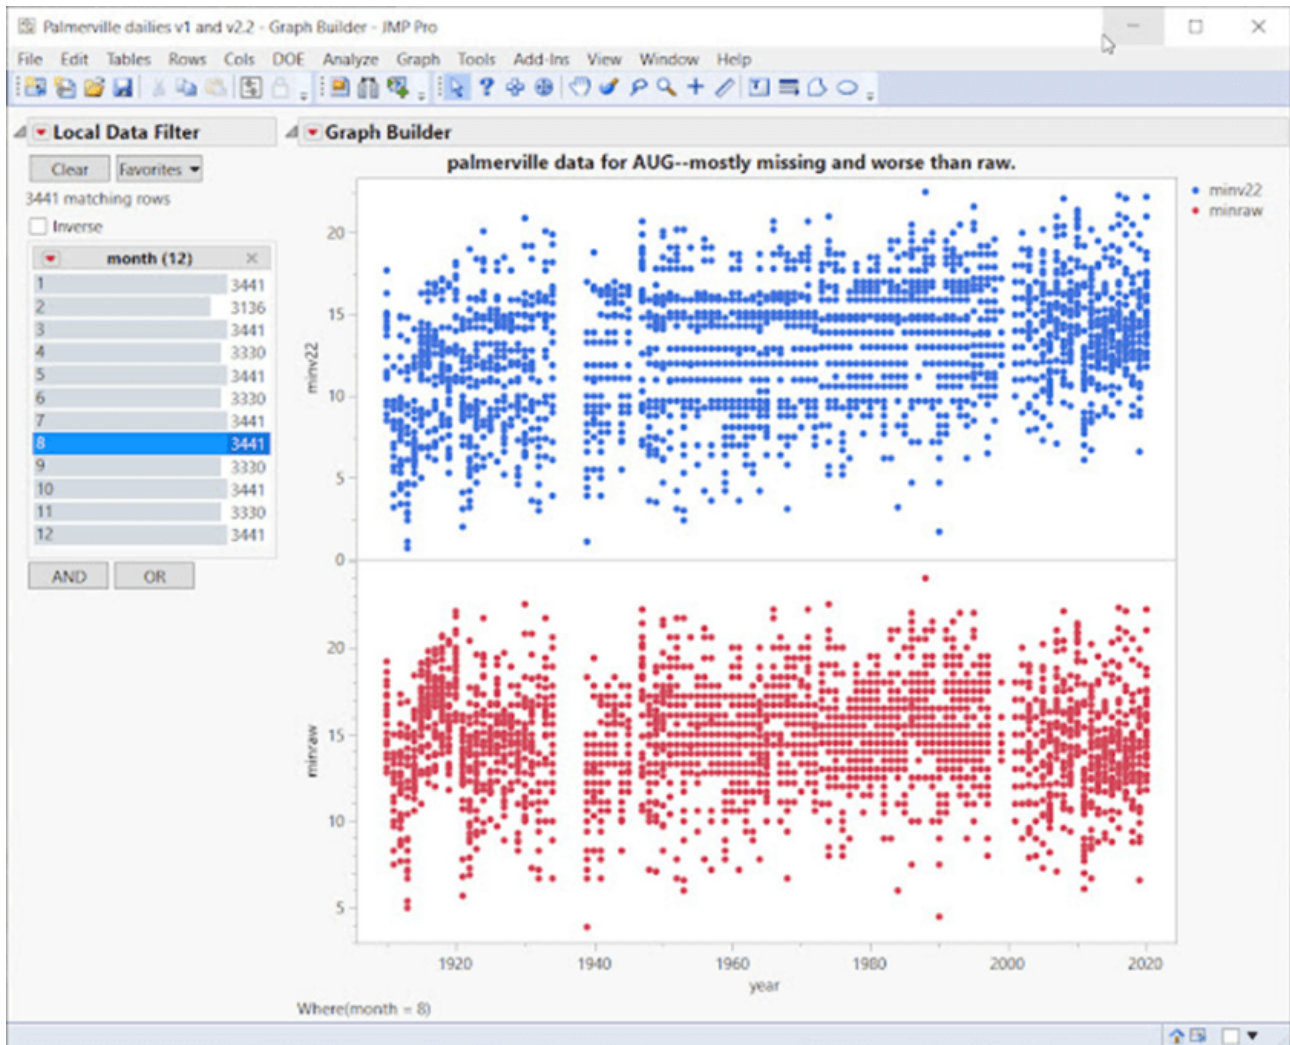 Palmerville dailies v1 and v2.2 - Graph Builder - JMP Pro
File Edit Tables Rows Cols DOE Analyze Graph Tools Add-Ins View Window Help
Local Data Filter
Clear Favorites
3441 matching rows
Inverse
month (12)
1 3441
2 3136
3 3441
4 3330
5 3441
6 3330
7 3441
8 3441
9 3330
10 3441
11 3330
12 3441
AND OR
Graph Builder
palmerville data for AUG--mostly missing and worse than raw.
minv22
minraw
minv22
20
15
10
5
0
minraw
20
15
10
5
1920 1940 1960 1980 2000 2020
year
Where(month = 8)